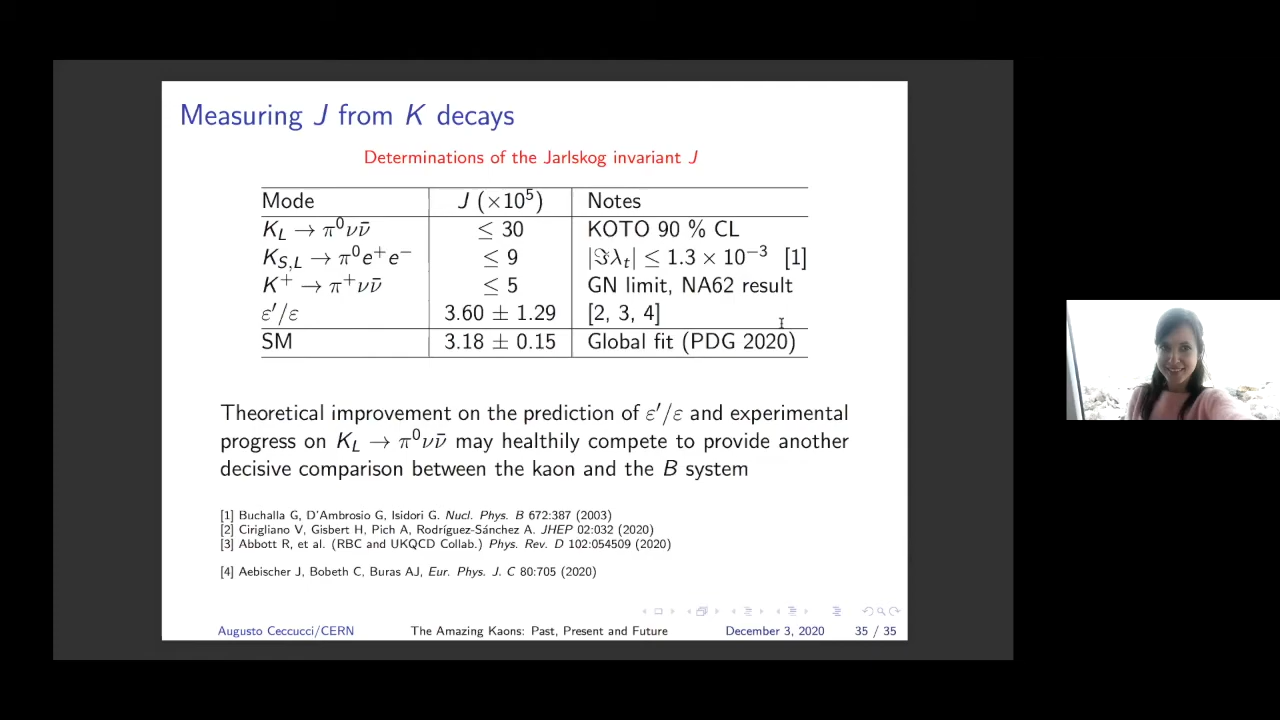 Measuring J from K decays
Determinations of the Jarlskog invariant J
Mode J (×10⁵) Notes
K_L → π⁰νν̄ ≤ 30 KOTO 90 % CL
K_S,L → π⁰e⁺e⁻ ≤ 9 |ℑλ_t| ≤ 1.3 × 10⁻³ [1]
K⁺ → π⁺νν̄ ≤ 5 GN limit, NA62 result
ε′/ε 3.60 ± 1.29 [2, 3, 4]
SM 3.18 ± 0.15 Global fit (PDG 2020)
Theoretical improvement on the prediction of ε′/ε and experimental
progress on K_L → π⁰νν̄ may healthily compete to provide another
decisive comparison between the kaon and the B system
[1] Buchalla G, D'Ambrosio G, Isidori G. Nucl. Phys. B 672:387 (2003)
[2] Cirigliano V, Gisbert H, Pich A, Rodríguez-Sánchez A. JHEP 02:032 (2020)
[3] Abbott R, et al. (RBC and UKQCD Collab.) Phys. Rev. D 102:054509 (2020)
[4] Aebischer J, Bobeth C, Buras AJ, Eur. Phys. J. C 80:705 (2020)
Augusto Ceccucci/CERN The Amazing Kaons: Past, Present and Future December 3, 2020 35 / 35